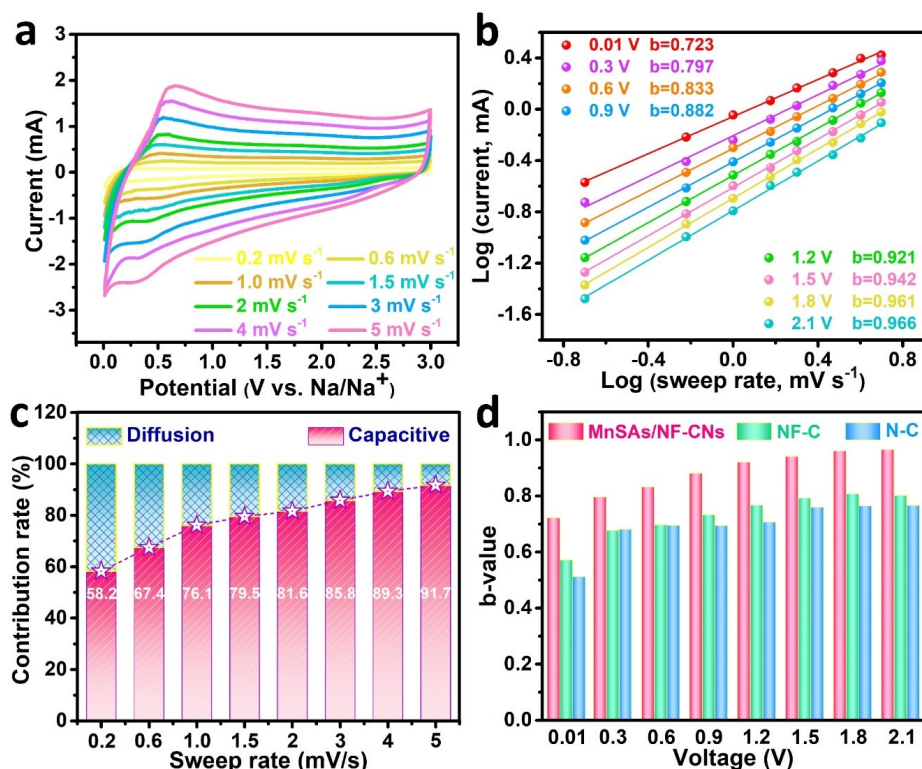 a
Current (mA)
3
2
1
0
-1
-2
-3
0.2 mV s⁻¹
0.6 mV s⁻¹
1.0 mV s⁻¹
1.5 mV s⁻¹
2 mV s⁻¹
3 mV s⁻¹
4 mV s⁻¹
5 mV s⁻¹
0.0 0.5 1.0 1.5 2.0 2.5 3.0
Potential (V vs. Na/Na⁺)
b
Log (current, mA)
0.4
0.0
-0.4
-0.8
-1.2
-1.6
0.01 V b=0.723
0.3 V b=0.797
0.6 V b=0.833
0.9 V b=0.882
1.2 V b=0.921
1.5 V b=0.942
1.8 V b=0.961
2.1 V b=0.966
-0.8 -0.4 0.0 0.4 0.8
Log (sweep rate, mV s⁻¹)
c
Contribution rate (%)
120
100
80
60
40
20
0
Diffusion
Capacitive
58.2 67.4 76.1 79.5 81.6 85.8 89.3 91.7
0.2 0.6 1.0 1.5 2 3 4 5
Sweep rate (mV/s)
d
b-value
1.0
0.8
0.6
0.4
0.2
0.0
MnSAs/NF-CNs
NF-C
N-C
0.01 0.3 0.6 0.9 1.2 1.5 1.8 2.1
Voltage (V)